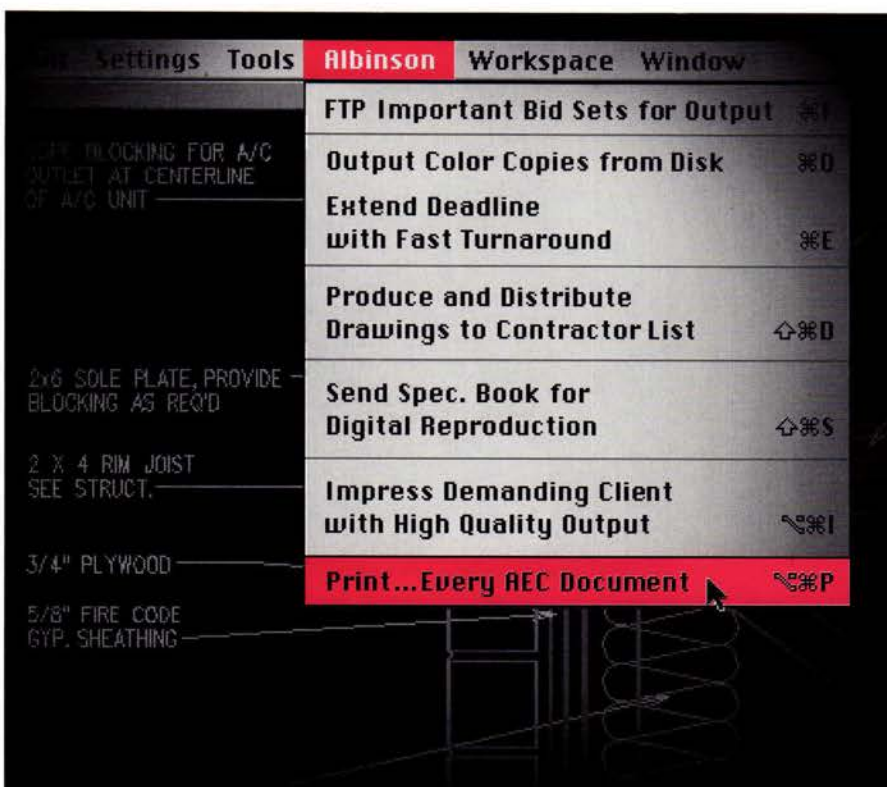 Settings Tools Albinson Workspace Window
FTP Important Bid Sets for Output ⌘F
BLOCKING FOR A/C
OUTLET AT CENTERLINE
OF A/C UNIT
Output Color Copies from Disk ⌘O
Extend Deadline
with Fast Turnaround ⌘E
Produce and Distribute
Drawings to Contractor List ⇧⌘D
2x6 SOLE PLATE, PROVIDE
BLOCKING AS REQ'D
Send Spec. Book for
Digital Reproduction ⇧⌘S
2 X 4 RIM JOIST
SEE STRUCT.
Impress Demanding Client
with High Quality Output ⌥⌘I
3/4" PLYWOOD
Print...Every AEC Document ⌥⌘P
5/8" FIRE CODE
GYP. SHEATHING